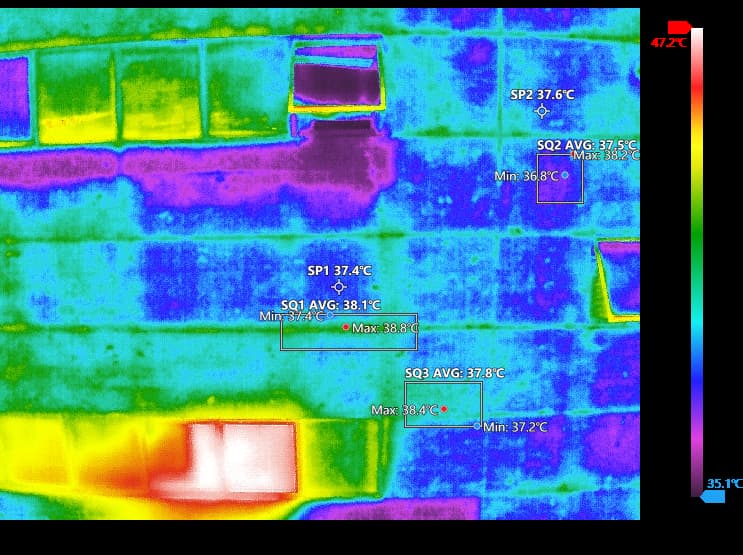 47.2℃
SP2 37.6℃
SQ2 AVG: 37.5℃
Max: 38.2℃
Min: 36.8℃
SP1 37.4℃
SQ1 AVG: 38.1℃
Min: 37.4℃
Max: 38.8℃
SQ3 AVG: 37.8℃
Max: 38.4℃
Min: 37.2℃
35.1℃